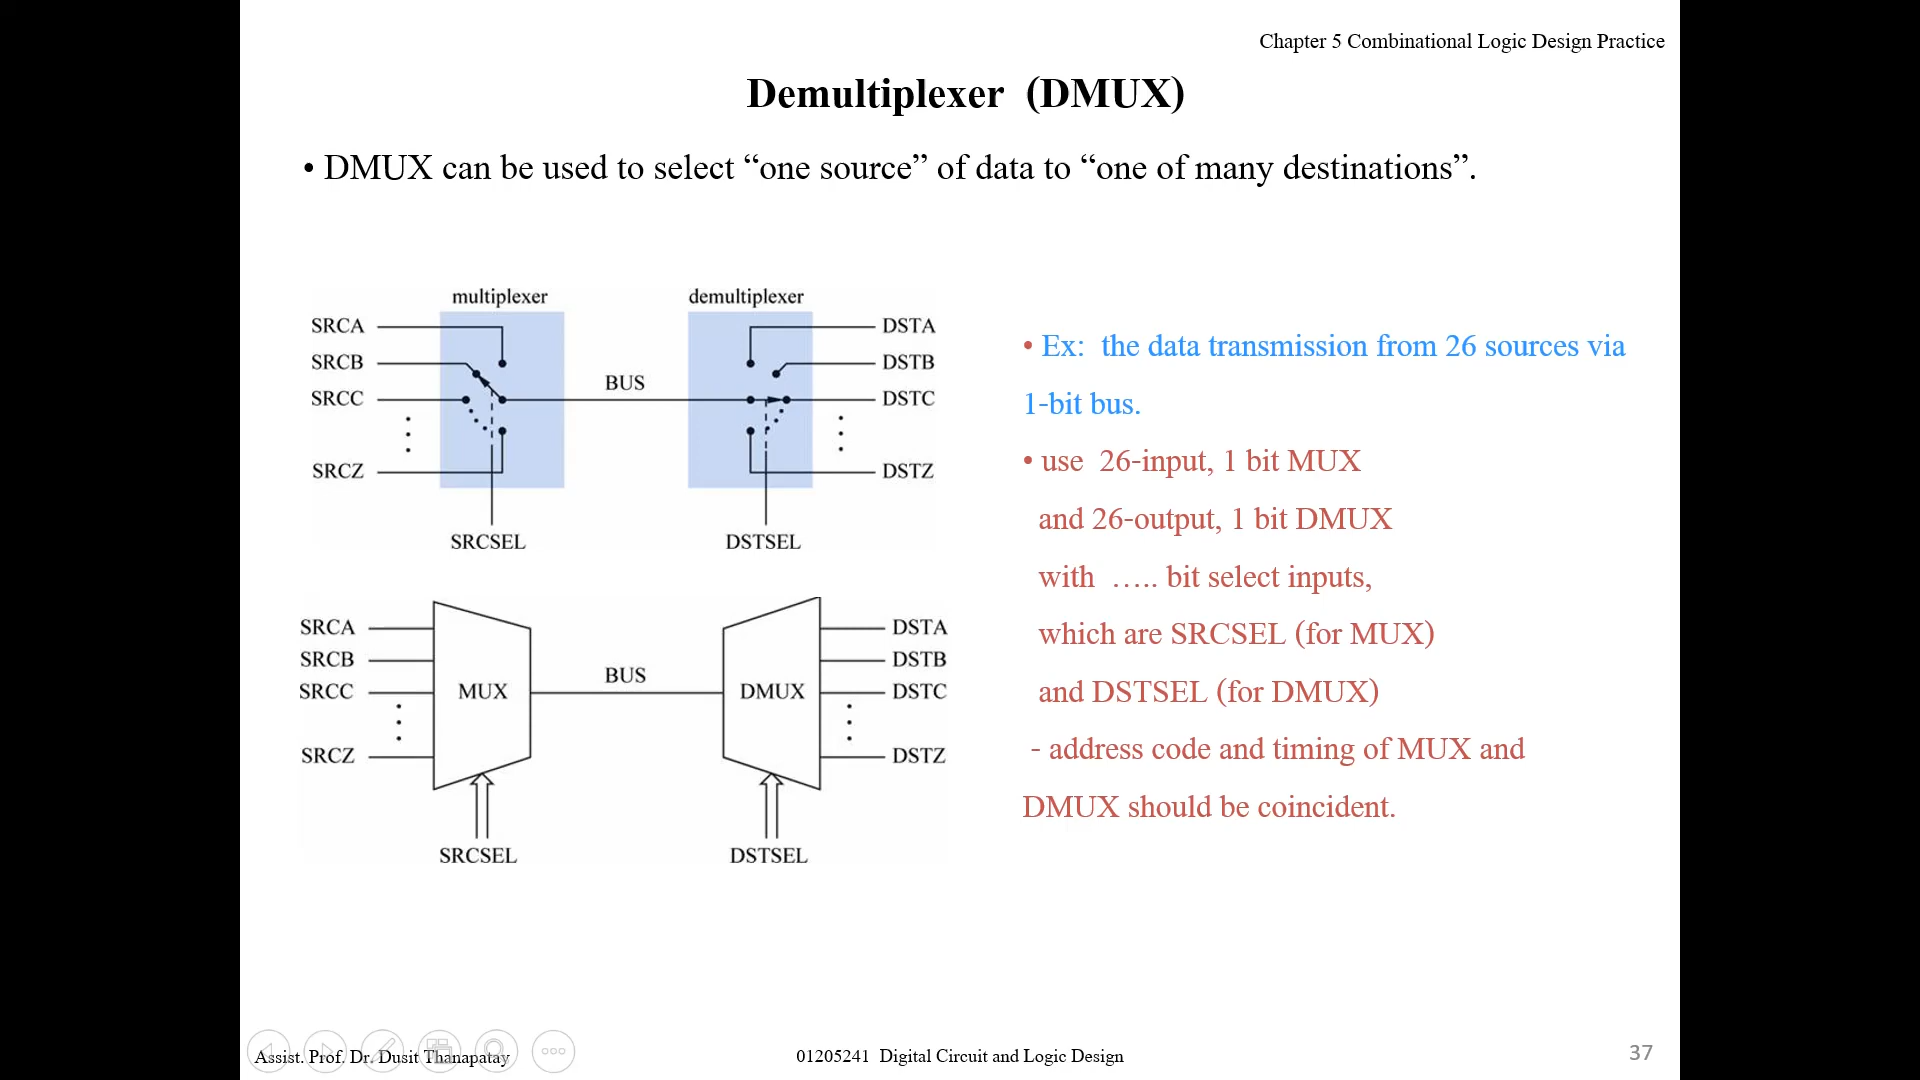 Chapter 5 Combinational Logic Design Practice
Demultiplexer (DMUX)
• DMUX can be used to select “one source” of data to “one of many destinations”.
multiplexer
demultiplexer
SRCA
SRCB
SRCC
SRCZ
BUS
DSTA
DSTB
DSTC
DSTZ
SRCSEL
DSTSEL
SRCA
SRCB
SRCC
SRCZ
MUX
BUS
DMUX
DSTA
DSTB
DSTC
DSTZ
SRCSEL
DSTSEL
• Ex: the data transmission from 26 sources via
1-bit bus.
• use 26-input, 1 bit MUX
and 26-output, 1 bit DMUX
with ….. bit select inputs,
which are SRCSEL (for MUX)
and DSTSEL (for DMUX)
- address code and timing of MUX and
DMUX should be coincident.
Assist. Prof. Dr. Dusit Thanapatay
01205241 Digital Circuit and Logic Design
37